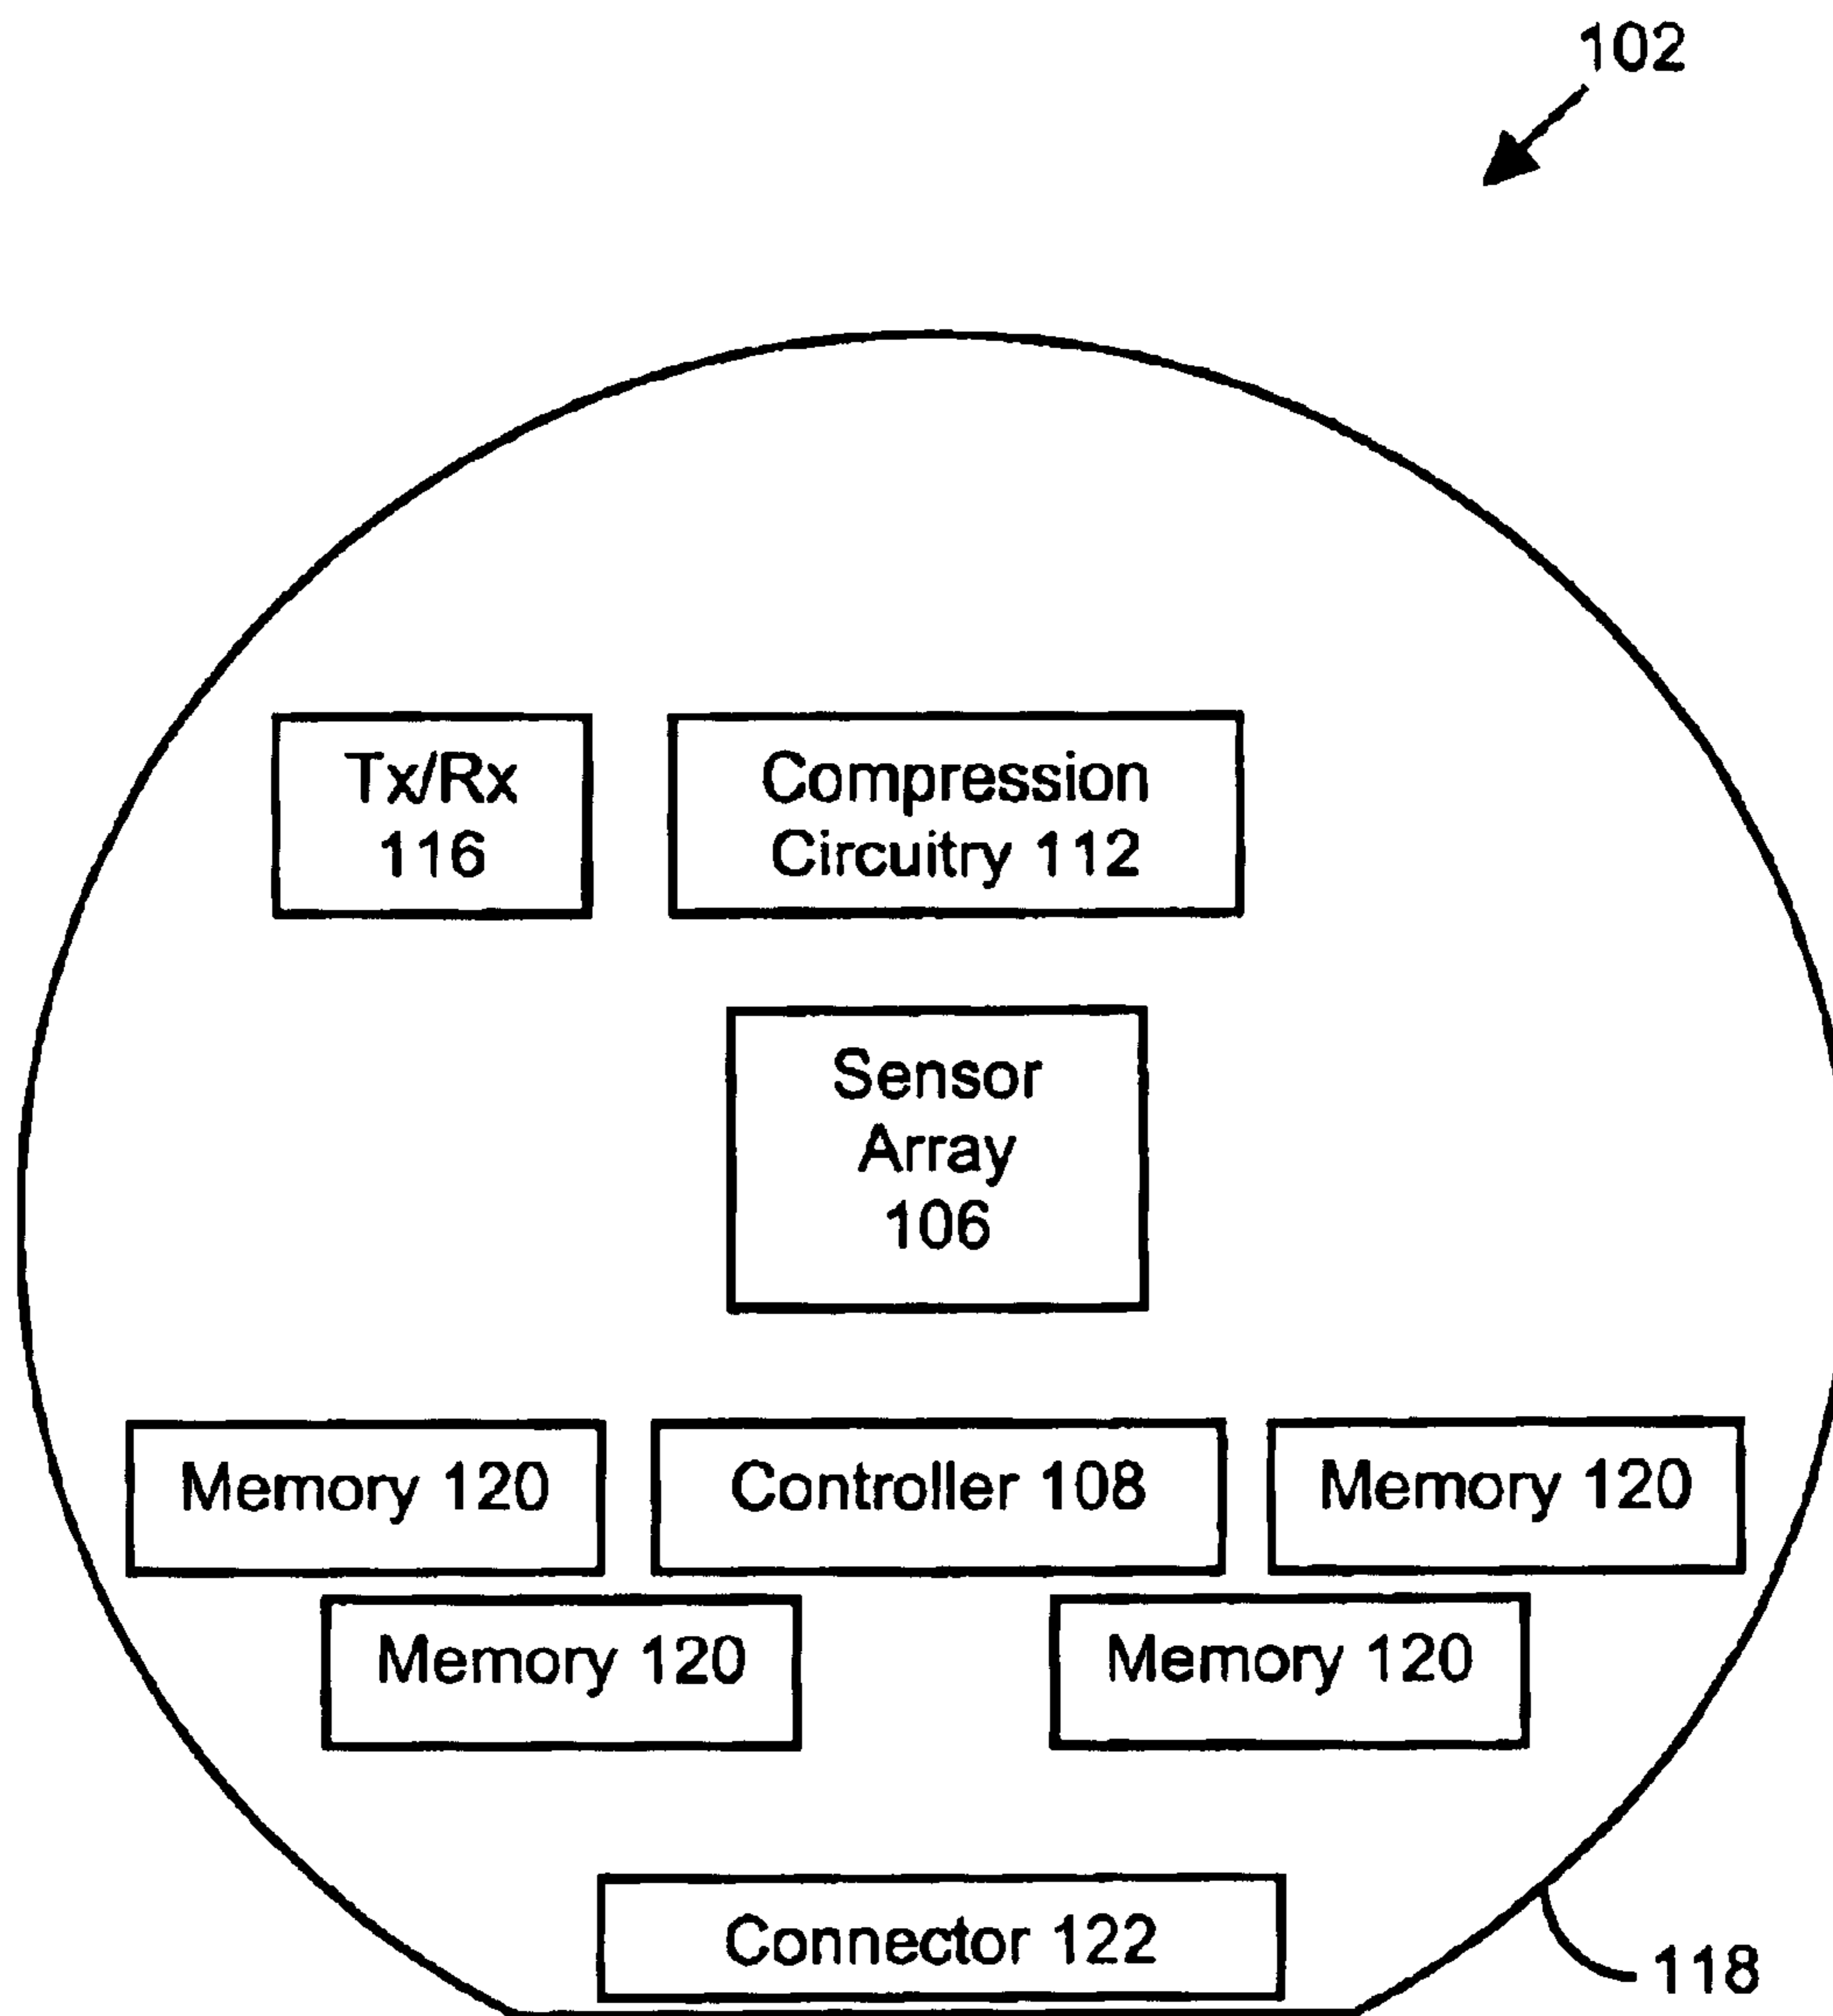 102
Tx/Rx
116
Compression
Circuitry 112
Sensor
Array
106
Memory 120
Controller 108
Memory 120
Memory 120
Memory 120
Connector 122
118